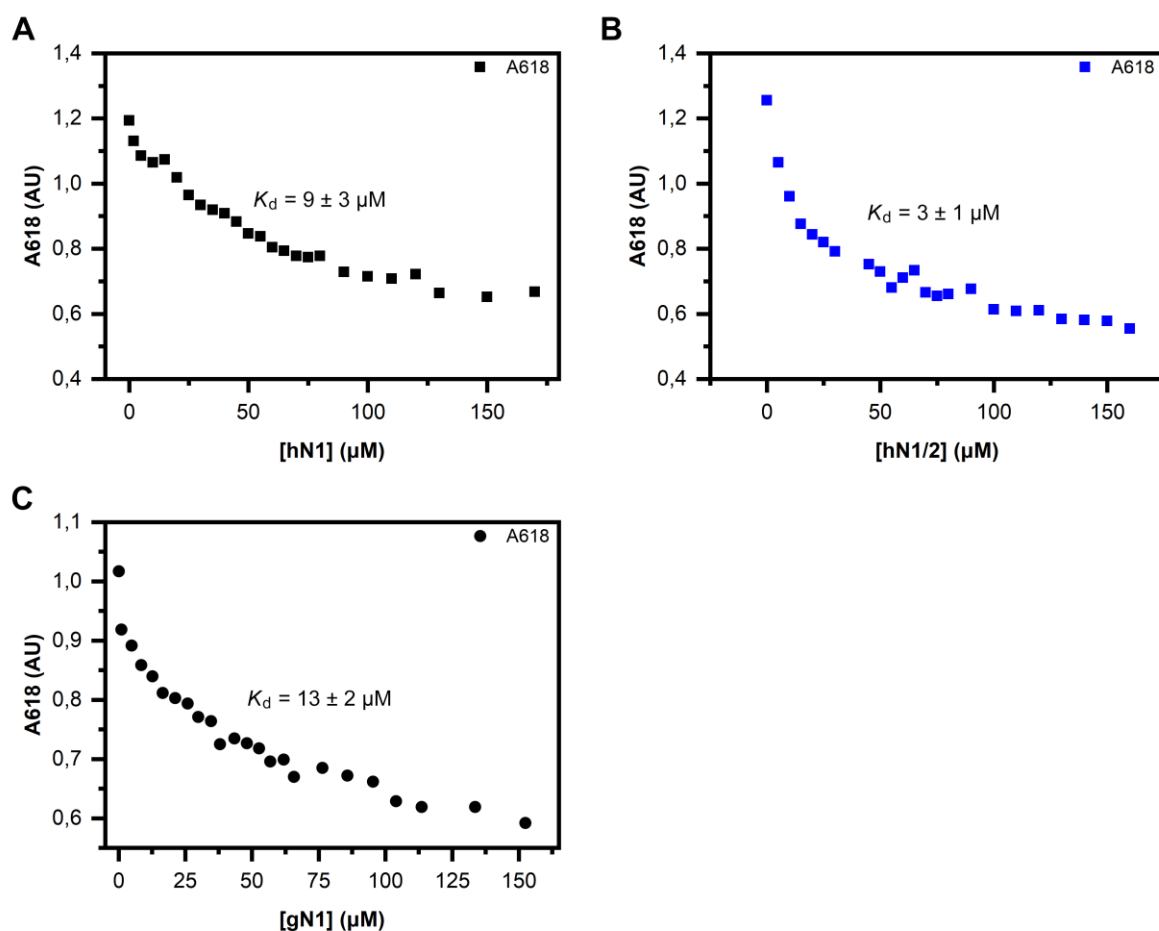 A
1,4
1,2
1,0
0,8
0,6
0,4
A618 (AU)
A618
K_d = 9 ± 3 µM
0
50
100
150
[hN1] (µM)
B
1,4
1,2
1,0
0,8
0,6
0,4
A618 (AU)
A618
K_d = 3 ± 1 µM
0
50
100
150
[hN1/2] (µM)
C
1,1
1,0
0,9
0,8
0,7
0,6
A618 (AU)
A618
K_d = 13 ± 2 µM
0
25
50
75
100
125
150
[gN1] (µM)